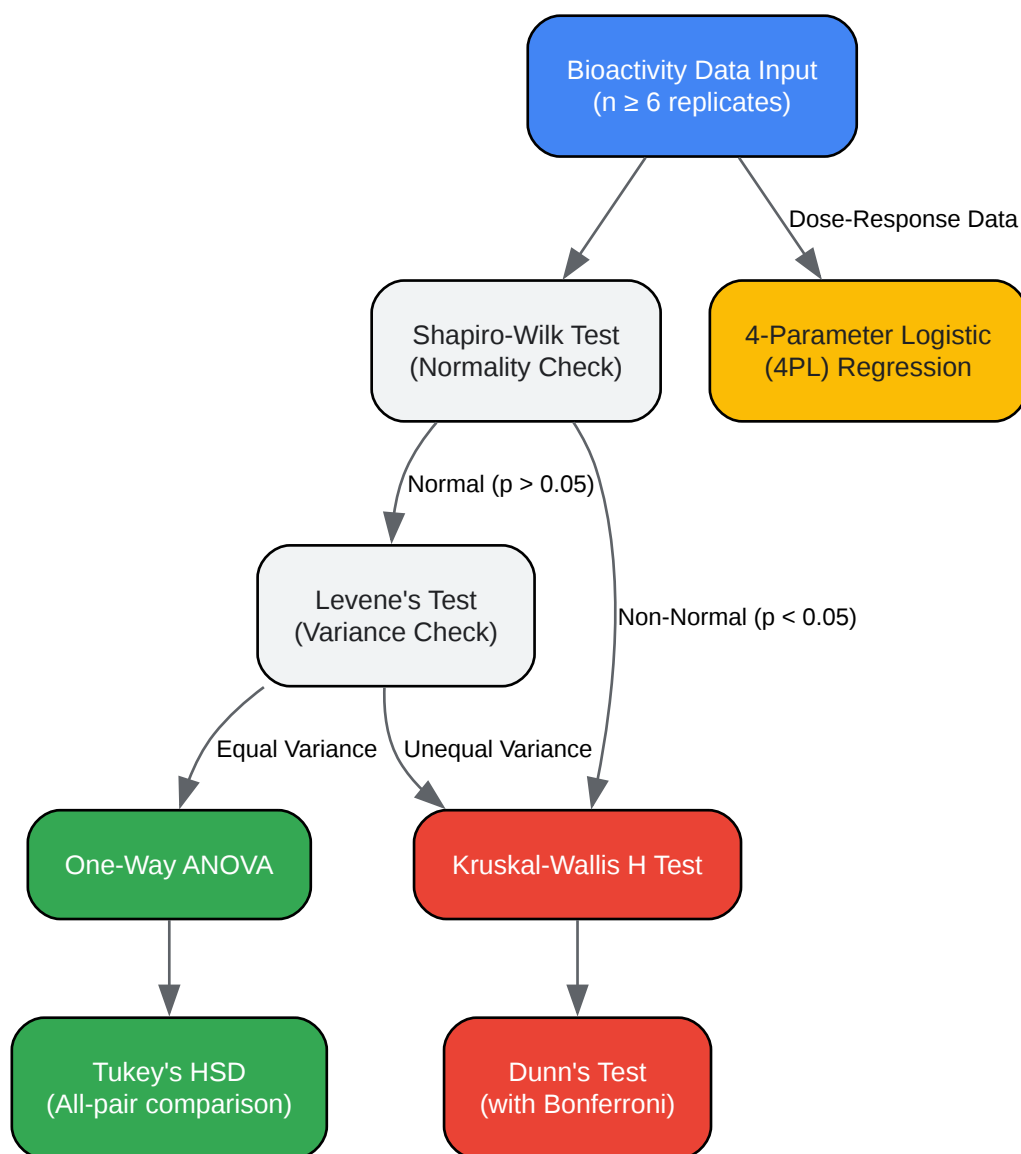 Bioactivity Data Input
(n ≥ 6 replicates)
Dose-Response Data
Shapiro-Wilk Test
(Normality Check)
4-Parameter Logistic
(4PL) Regression
Normal (p > 0.05)
Levene's Test
(Variance Check)
Non-Normal (p < 0.05)
Equal Variance
Unequal Variance
One-Way ANOVA
Kruskal-Wallis H Test
Tukey's HSD
(All-pair comparison)
Dunn's Test
(with Bonferroni)